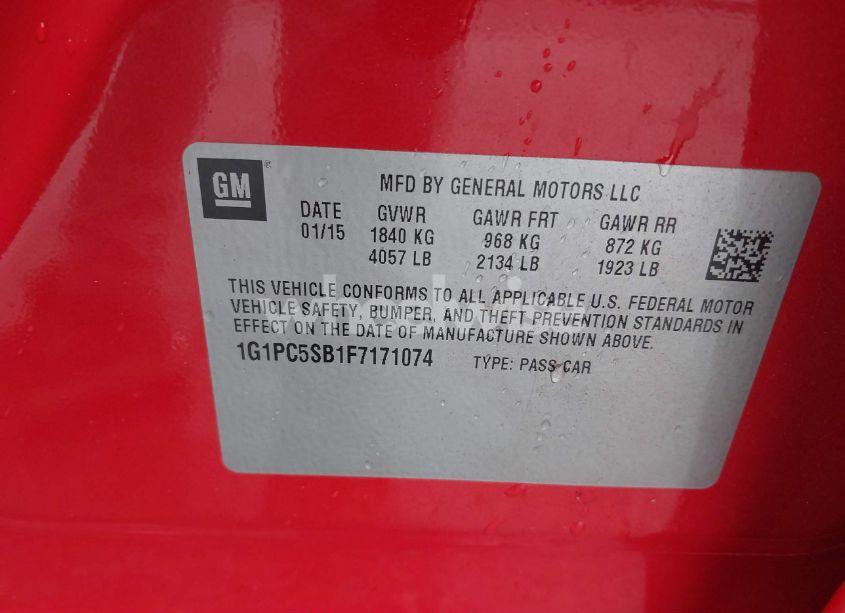 GM ®
MFD BY GENERAL MOTORS LLC
DATE GVWR GAWR FRT GAWR RR
01/15 1840 KG 968 KG 872 KG
4057 LB 2134 LB 1923 LB
THIS VEHICLE CONFORMS TO ALL APPLICABLE U.S. FEDERAL MOTOR
VEHICLE SAFETY, BUMPER, AND THEFT PREVENTION STANDARDS IN
EFFECT ON THE DATE OF MANUFACTURE SHOWN ABOVE.
1G1PC5SB1F7171074 TYPE: PASS CAR